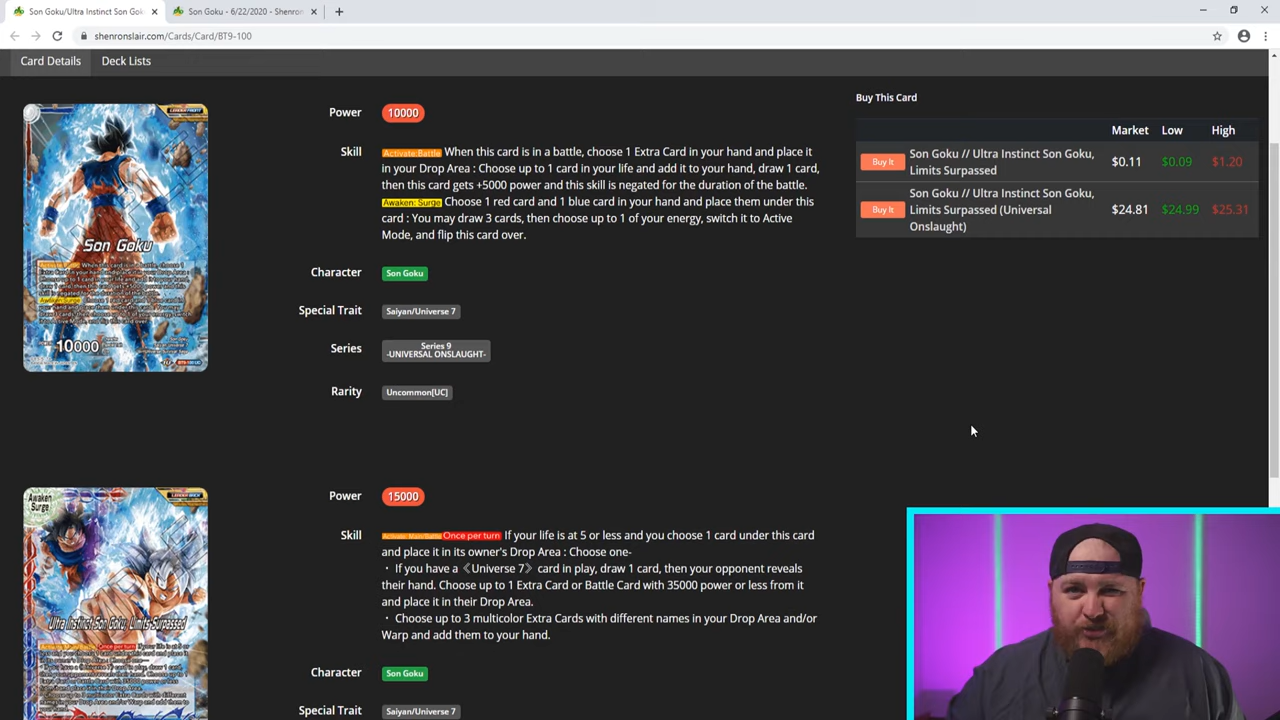 Son Goku/Ultra Instinct Son Gok
Son Goku - 6/22/2020 - Shenron
shenronslair.com/Cards/Card/BT9-100
Card Details
Deck Lists
Power
10000
Skill
Activate:Battle When this card is in a battle, choose 1 Extra Card in your hand and place it
in your Drop Area : Choose up to 1 card in your life and add it to your hand, draw 1 card,
then this card gets +5000 power and this skill is negated for the duration of the battle.
Awaken: Surge Choose 1 red card and 1 blue card in your hand and place them under this
card : You may draw 3 cards, then choose up to 1 of your energy, switch it to Active
Mode, and flip this card over.
Character
Son Goku
Special Trait
Saiyan/Universe 7
Series
Series 9
-UNIVERSAL ONSLAUGHT-
Rarity
Uncommon[UC]
Buy This Card
Market Low High
Buy It
Son Goku // Ultra Instinct Son Goku,
Limits Surpassed
$0.11 $0.09 $1.20
Buy It
Son Goku // Ultra Instinct Son Goku,
Limits Surpassed (Universal
Onslaught)
$24.81 $24.99 $25.31
Son Goku
10000
Power
15000
Skill
Activate: Main/Battle Once per turn If your life is at 5 or less and you choose 1 card under this card
and place it in its owner's Drop Area : Choose one-
・ If you have a 《Universe 7》 card in play, draw 1 card, then your opponent reveals
their hand. Choose up to 1 Extra Card or Battle Card with 35000 power or less from it
and place it in their Drop Area.
・ Choose up to 3 multicolor Extra Cards with different names in your Drop Area and/or
Warp and add them to your hand.
Character
Son Goku
Special Trait
Saiyan/Universe 7
Awaken
Surge
Ultra Instinct Son Goku, Limits Surpassed